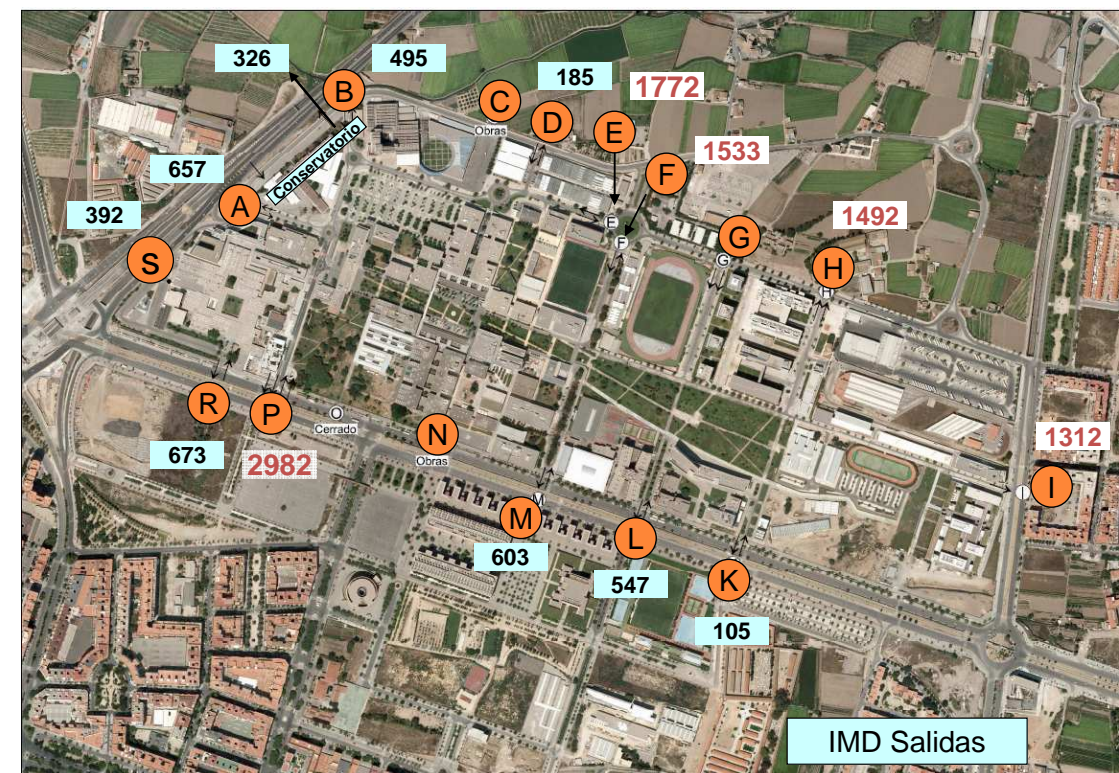 326
495
B
185
1772
C
Obras
D
E
1533
F
Conservatorio
657
392
A
1492
E
F
G
G
S
H
H
R
P
O
Cerrado
N
Obras
673
2982
1312
I
I
M
M
L
603
547
K
105
IMD Salidas